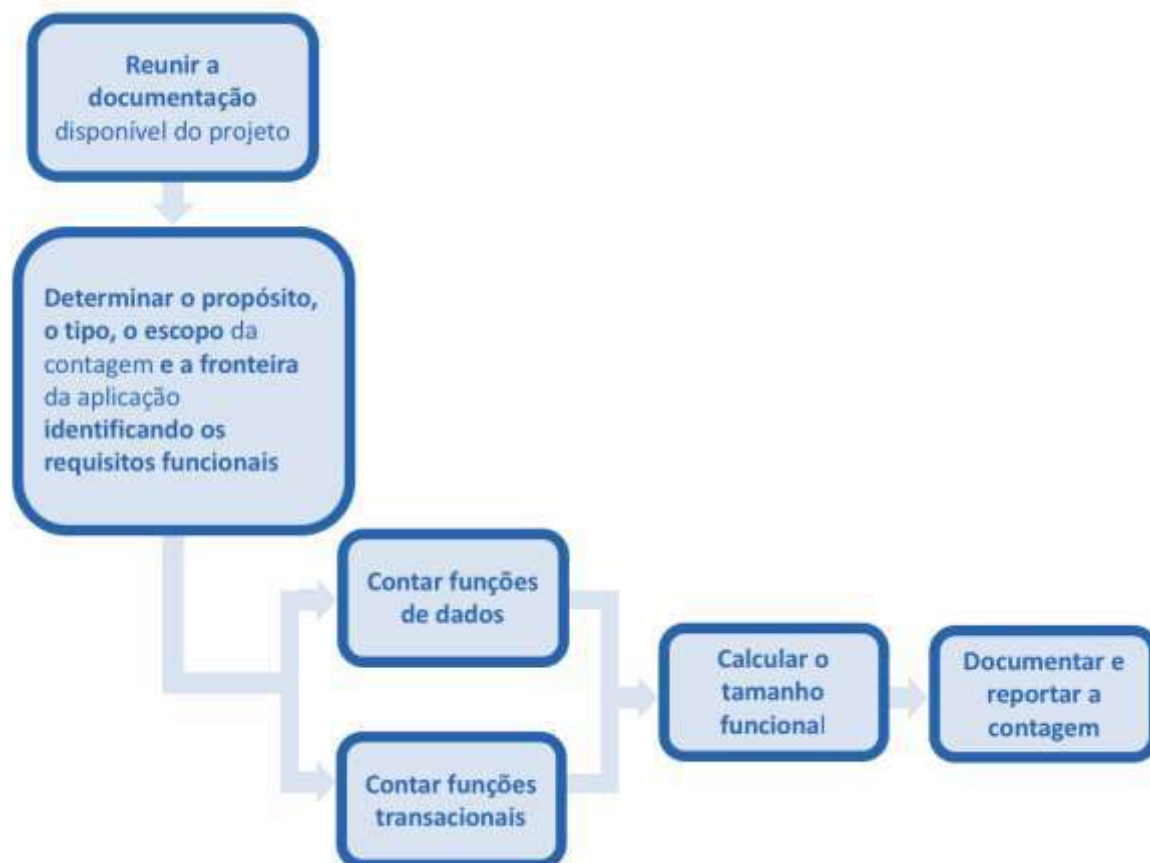 Reunir a
documentação
disponível do projeto
Determinar o propósito,
o tipo, o escopo da
contagem e a fronteira
da aplicação
identificando os
requisitos funcionais
Contar funções
de dados
Contar funções
transacionais
Calcular o
tamanho
funcional
Documentar e
reportar a
contagem